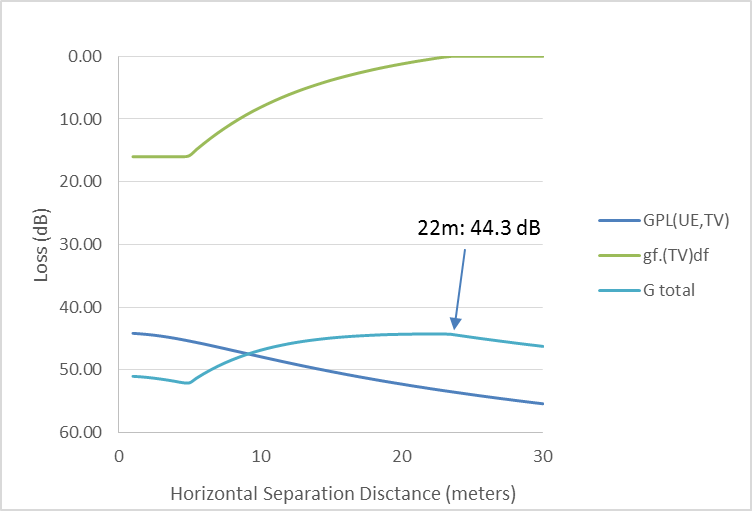 0.00
10.00
20.00
30.00
40.00
50.00
60.00
Loss (dB)
22m: 44.3 dB
GPL(UE,TV)
gf.(TV)df
G total
0 10 20 30
Horizontal Separation Disctance (meters)